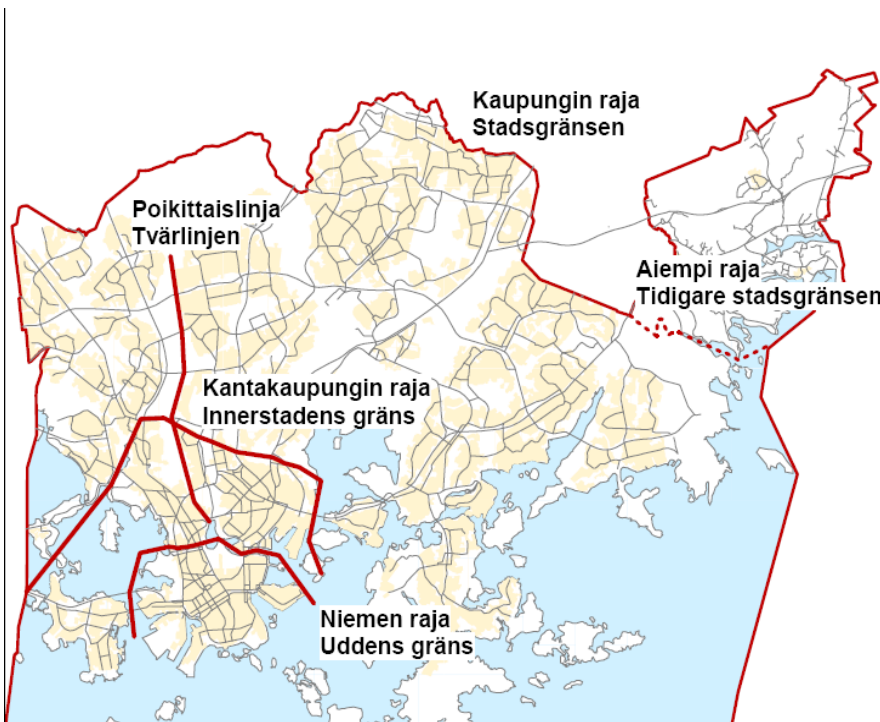 Kaupungin raja
Stadsgränsen
Poikittaislinja
Tvärlinjen
Aiempi raja
Tidigare stadsgränsen
Kantakaupungin raja
Innerstadens gräns
Niemen raja
Uddens gräns